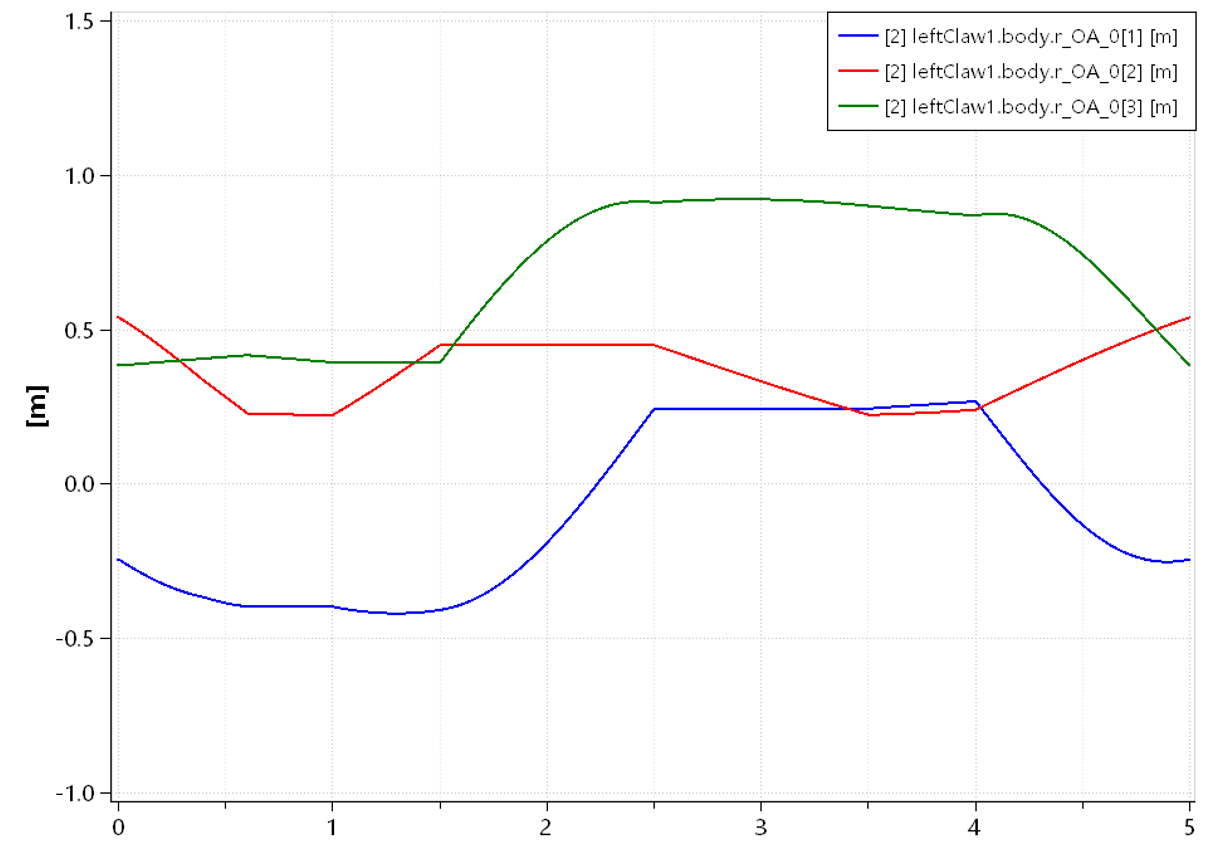 1.5
[2] leftClaw1.body.r_OA_0[1] [m]
[2] leftClaw1.body.r_OA_0[2] [m]
[2] leftClaw1.body.r_OA_0[3] [m]
1.0
0.5
[m]
0.0
-0.5
-1.0
0 1 2 3 4 5